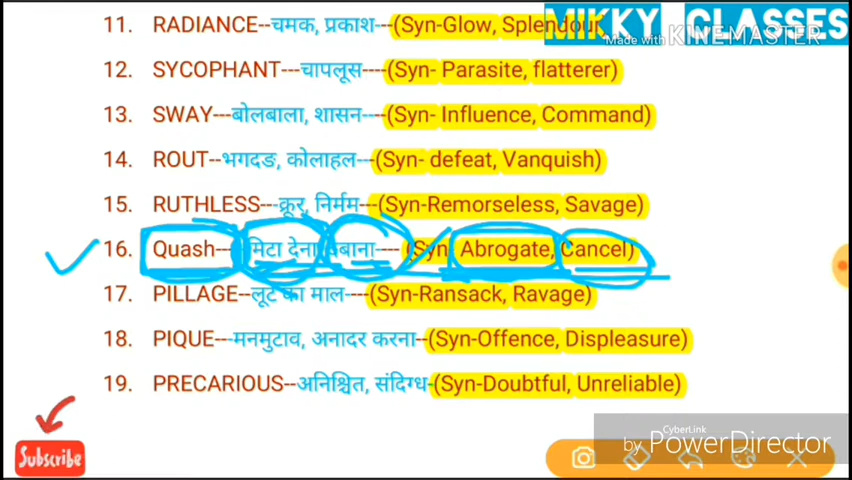 MIKKY CLASSES
Made with KINEMASTER
11. RADIANCE--चमक, प्रकाश---(Syn-Glow, Splendour)
12. SYCOPHANT---चापलूस----(Syn- Parasite, flatterer)
13. SWAY---बोलबाला, शासन----(Syn- Influence, Command)
14. ROUT--भगदङ, कोलाहल--(Syn- defeat, Vanquish)
15. RUTHLESS--क्रूर, निर्मम---(Syn-Remorseless, Savage)
16. Quash-- मिटा देना दबाना---- (Syn- Abrogate, Cancel)
17. PILLAGE--लूट का माल----(Syn-Ransack, Ravage)
18. PIQUE--मनमुटाव, अनादर करना--(Syn-Offence, Displeasure)
19. PRECARIOUS--अनिश्चित, संदिग्ध-(Syn-Doubtful, Unreliable)
Subscribe
CyberLink
by PowerDirector